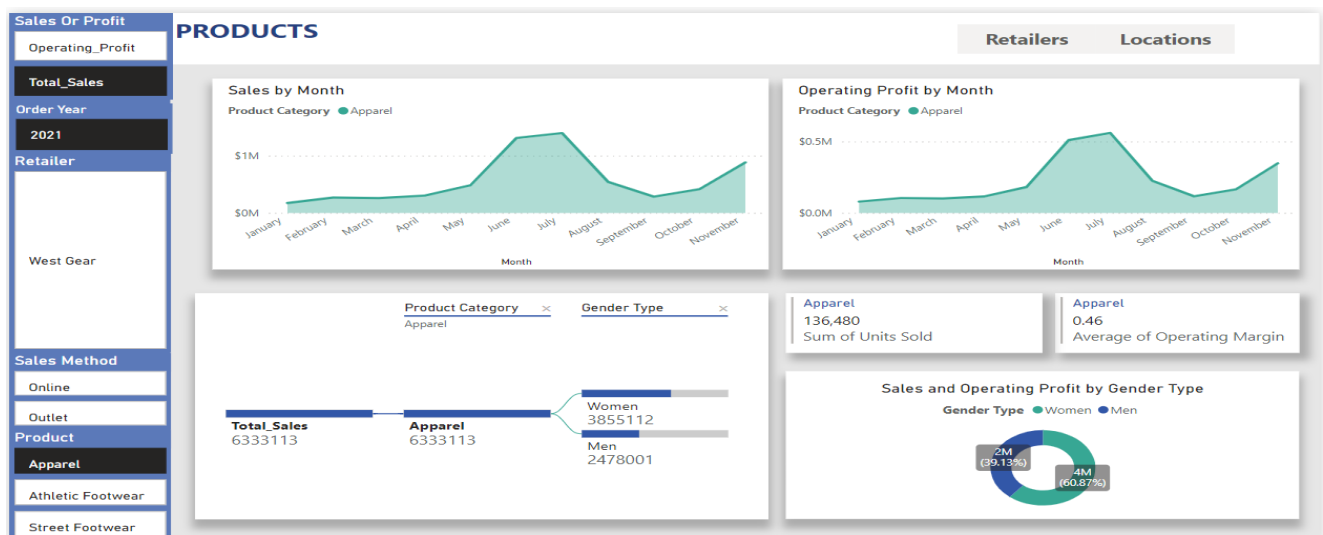 Sales Or Profit
Operating_Profit
Total_Sales
Order Year
2021
Retailer
West Gear
Sales Method
Online
Outlet
Product
Apparel
Athletic Footwear
Street Footwear
PRODUCTS
Retailers
Locations
Sales by Month
Product Category Apparel
$1M
$0M
January February March April May June July August September October November
Month
Operating Profit by Month
Product Category Apparel
$0.5M
$0.0M
January February March April May June July August September October November
Month
Product Category ×
Apparel
Gender Type ×
Total_Sales
6333113
Apparel
6333113
Women
3855112
Men
2478001
Apparel
136,480
Sum of Units Sold
Apparel
0.46
Average of Operating Margin
Sales and Operating Profit by Gender Type
Gender Type Women Men
2M
(39.13%)
4M
(60.87%)